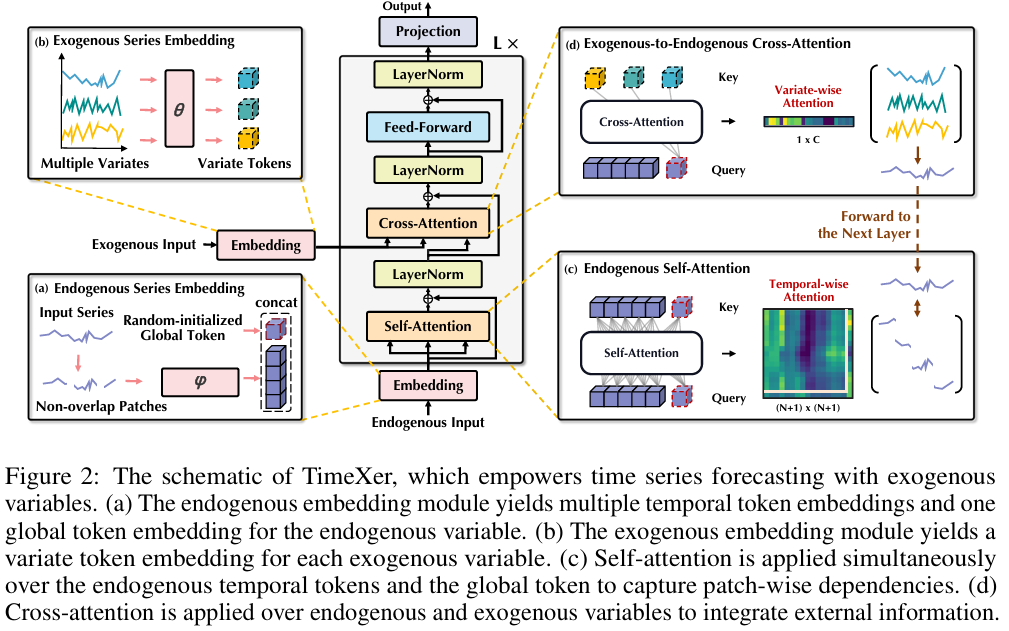 Output
Projection
L ×
LayerNorm
Feed-Forward
LayerNorm
Cross-Attention
Exogenous Input
Embedding
LayerNorm
Self-Attention
Embedding
Endogenous Input
(b) Exogenous Series Embedding
θ
Multiple Variates
Variate Tokens
(a) Endogenous Series Embedding
Input Series
concat
Random-initialized
Global Token
φ
Non-overlap Patches
(d) Exogenous-to-Endogenous Cross-Attention
Key
Variate-wise
Attention
Cross-Attention
1 x C
Query
Forward to
the Next Layer
(c) Endogenous Self-Attention
Key
Temporal-wise
Attention
Self-Attention
Query
(N+1) x (N+1)
Figure 2: The schematic of TimeXer, which empowers time series forecasting with exogenous
variables. (a) The endogenous embedding module yields multiple temporal token embeddings and one
global token embedding for the endogenous variable. (b) The exogenous embedding module yields a
variate token embedding for each exogenous variable. (c) Self-attention is applied simultaneously
over the endogenous temporal tokens and the global token to capture patch-wise dependencies. (d)
Cross-attention is applied over endogenous and exogenous variables to integrate external information.